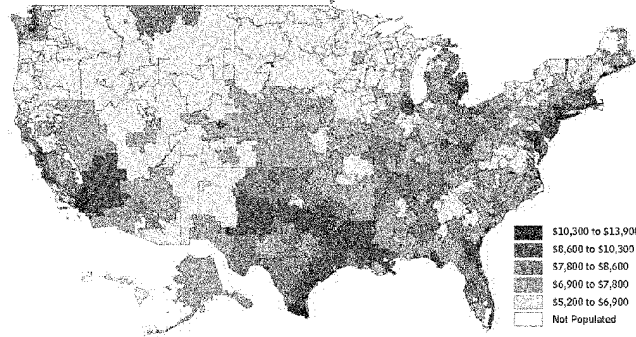 $10,300 to $13,900
$8,600 to $10,300
$7,800 to $8,600
$6,900 to $7,800
$5,200 to $6,900
Not Populated